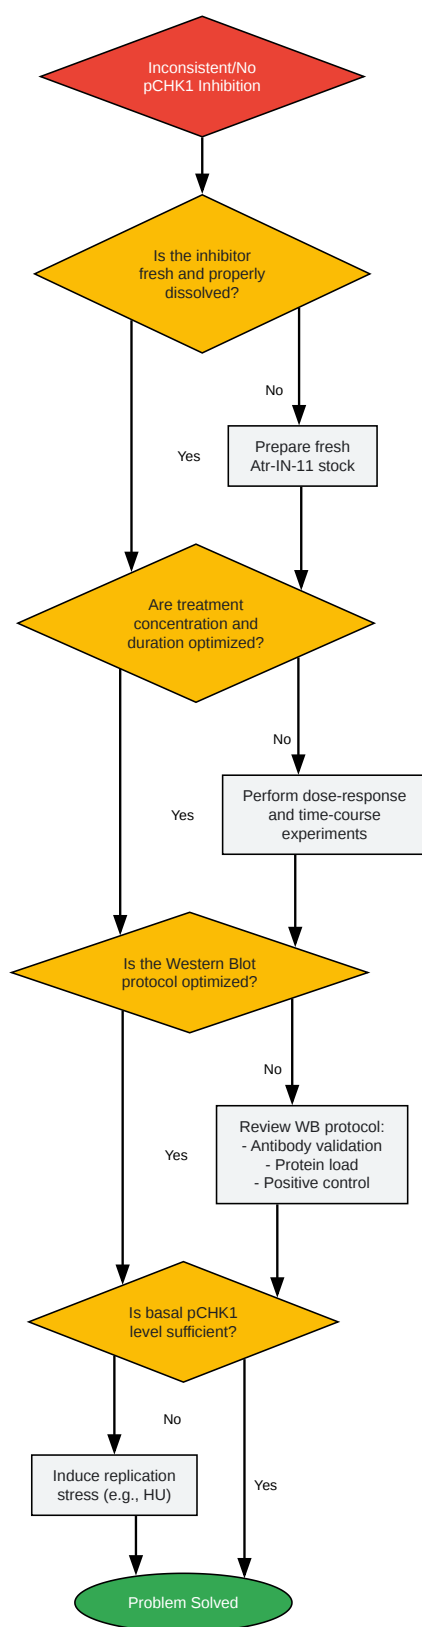 Inconsistent/No
pCHK1 Inhibition
Is the inhibitor
fresh and properly
dissolved?
No
Yes
Prepare fresh
Atr-IN-11 stock
Are treatment
concentration and
duration optimized?
No
Yes
Perform dose-response
and time-course
experiments
Is the Western Blot
protocol optimized?
No
Yes
Review WB protocol:
- Antibody validation
- Protein load
- Positive control
Is basal pCHK1
level sufficient?
No
Induce replication
stress (e.g., HU)
Yes
Problem Solved